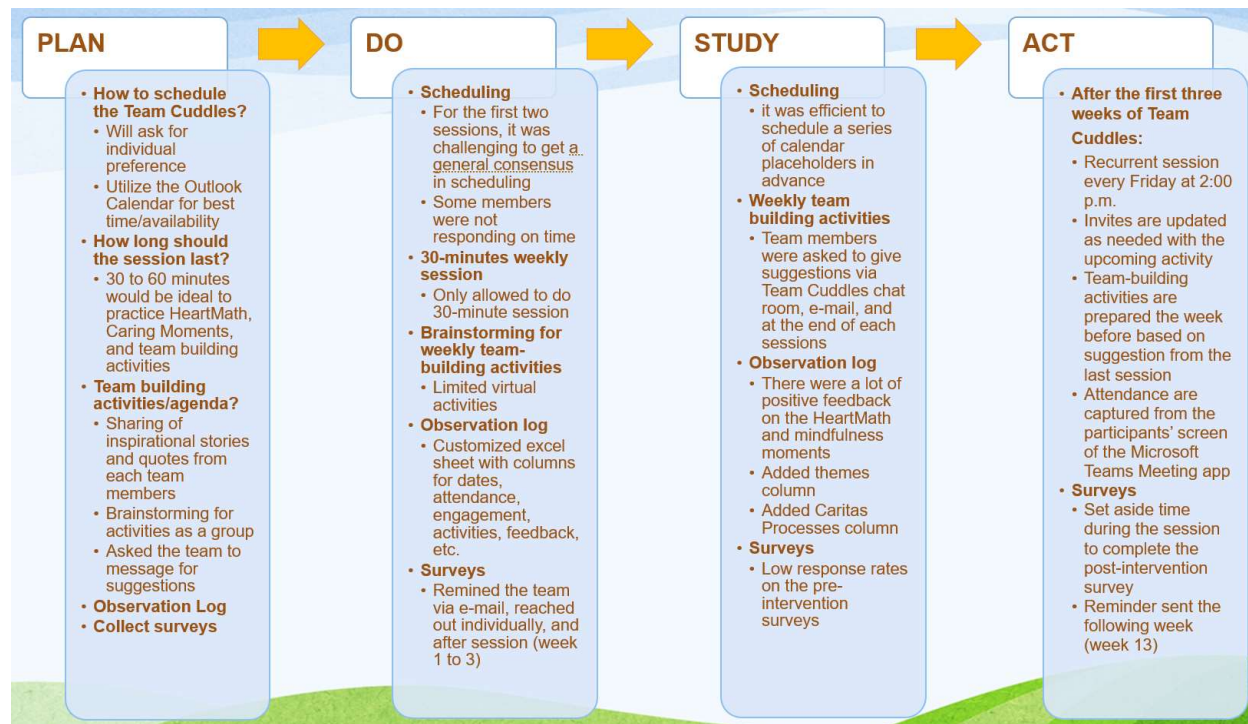 PLAN
• How to schedule
the Team Cuddles?
• Will ask for
individual
preference
• Utilize the Outlook
Calendar for best
time/availability
• How long should
the session last?
• 30 to 60 minutes
would be ideal to
practice HeartMath,
Caring Moments,
and team building
activities
• Team building
activities/agenda?
• Sharing of
inspirational stories
and quotes from
each team
members
• Brainstorming for
activities as a group
• Asked the team to
message for
suggestions
• Observation Log
• Collect surveys
DO
• Scheduling
• For the first two
sessions, it was
challenging to get a
general consensus
in scheduling
• Some members
were not
responding on time
• 30-minutes weekly
session
• Only allowed to do
30-minute session
• Brainstorming for
weekly team-
building activities
• Limited virtual
activities
• Observation log
• Customized excel
sheet with columns
for dates,
attendance,
engagement,
activities, feedback,
etc.
• Surveys
• Remined the team
via e-mail, reached
out individually, and
after session (week
1 to 3)
STUDY
• Scheduling
• it was efficient to
schedule a series
of calendar
placeholders in
advance
• Weekly team
building activities
• Team members
were asked to give
suggestions via
Team Cuddles chat
room, e-mail, and
at the end of each
sessions
• Observation log
• There were a lot of
positive feedback
on the HeartMath
and mindfulness
moments
• Added themes
column
• Added Caritas
Processes column
• Surveys
• Low response rates
on the pre-
intervention
surveys
ACT
• After the first three
weeks of Team
Cuddles:
• Recurrent session
every Friday at 2:00
p.m.
• Invites are updated
as needed with the
upcoming activity
• Team-building
activities are
prepared the week
before based on
suggestion from the
last session
• Attendance are
captured from the
participants' screen
of the Microsoft
Teams Meeting app
• Surveys
• Set aside time
during the session
to complete the
post-intervention
survey
• Reminder sent the
following week
(week 13)